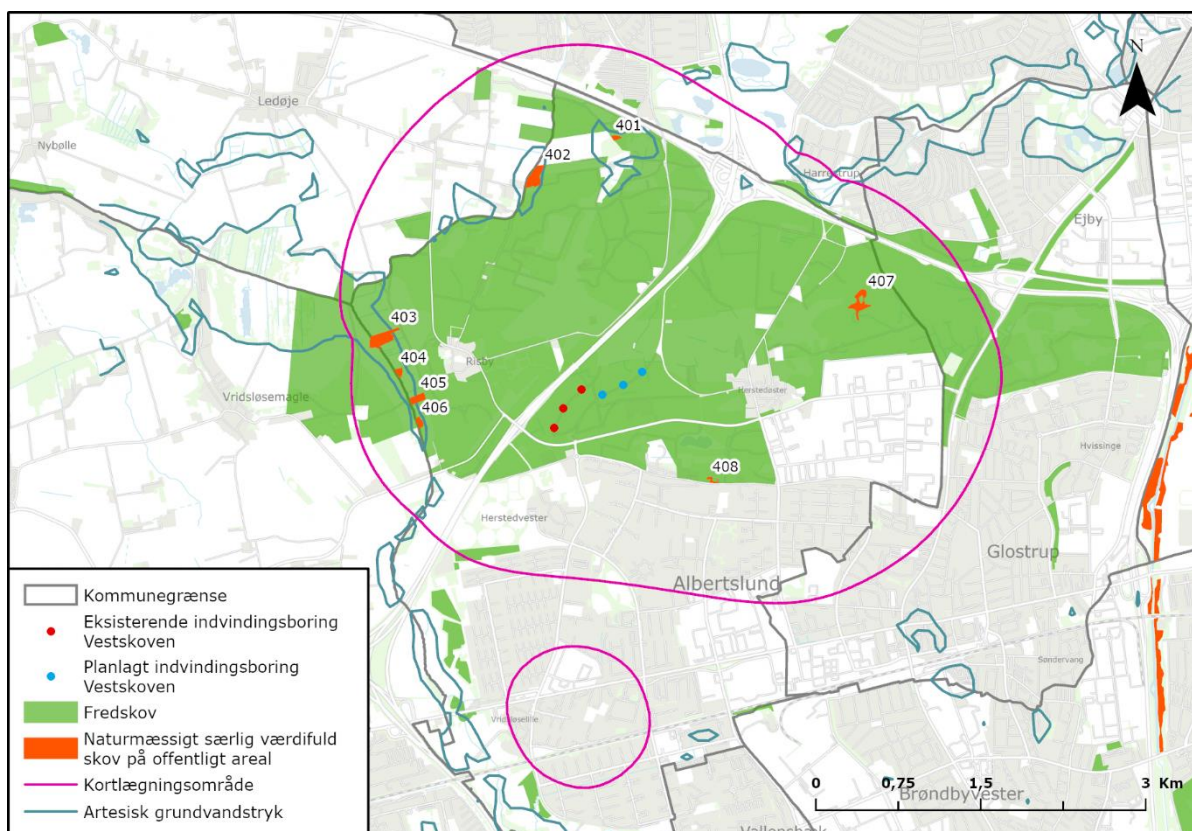 N
Ledøje
401
Nybølle
402
Harrestrup
Ejby
407
403
Risby
404
405
406
Vridsløsemagle
Herstedøster
Hvissinge
408
Herstedvester
Glostrup
Albertslund
Søndervang
Vridsløselille
Brøndbyvester
Vallensbæk
Kommunegrænse
Eksisterende indvindingsboring
Vestskoven
Planlagt indvindingsboring
Vestskoven
Fredskov
Naturmæssigt særlig værdifuld
skov på offentligt areal
Kortlægningsområde
Artesisk grundvandstryk
0 0,75 1,5 3 Km